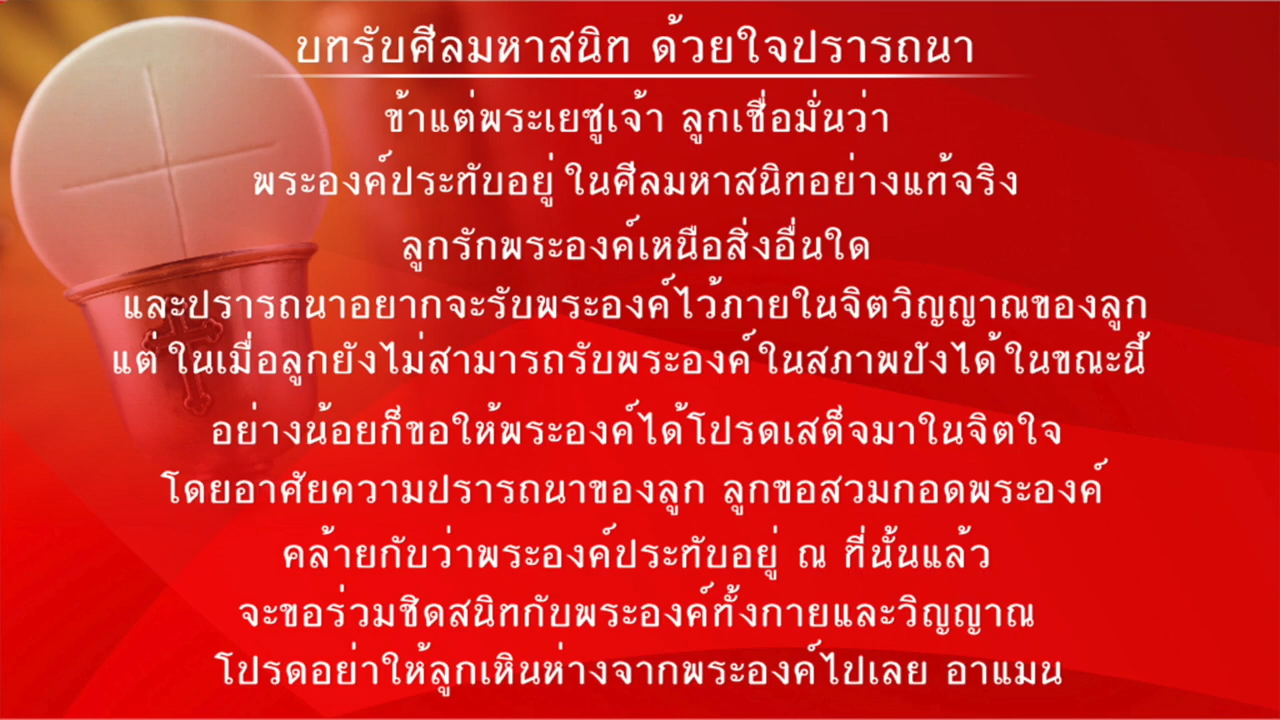 บทรับศีลมหาสนิท ด้วยใจปรารถนา
ข้าแต่พระเยซูเจ้า ลูกเชื่อมั่นว่า
พระองค์ประทับอยู่ ในศีลมหาสนิทอย่างแท้จริง
ลูกรักพระองค์เหนือสิ่งอื่นใด
และปรารถนาอยากจะรับพระองค์ไว้ภายในจิตวิญญาณของลูก
แต่ ในเมื่อลูกยังไม่สามารถรับพระองค์ ในสภาพปังได้ ในขณะนี้
อย่างน้อยก็ขอให้พระองค์ได้โปรดเสด็จมาในจิตใจ
โดยอาศัยความปรารถนาของลูก ลูกขอสวมกอดพระองค์
คล้ายกับว่าพระองค์ประทับอยู่ ณ ที่นั้นแล้ว
จะขอร่วมชิดสนิทกับพระองค์ทั้งกายและวิญญาณ
โปรดอย่าให้ลูกเหินห่างจากพระองค์ไปเลย อาแมน